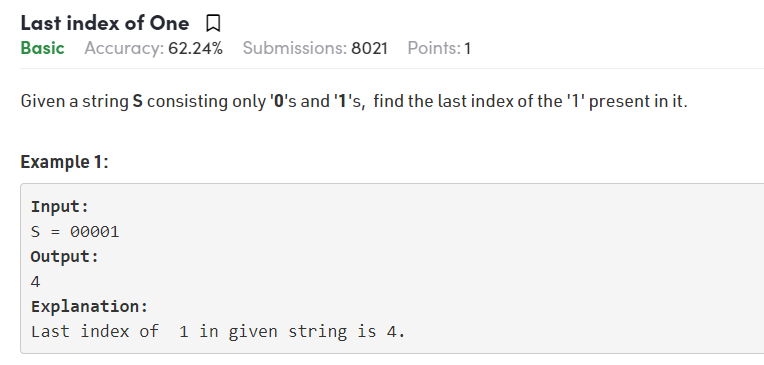 Last index of One
Basic Accuracy: 62.24% Submissions: 8021 Points: 1
Given a string S consisting only '0's and '1's, find the last index of the '1' present in it.
Example 1:
Input:
S = 00001
Output:
4
Explanation:
Last index of  1 in given string is 4.